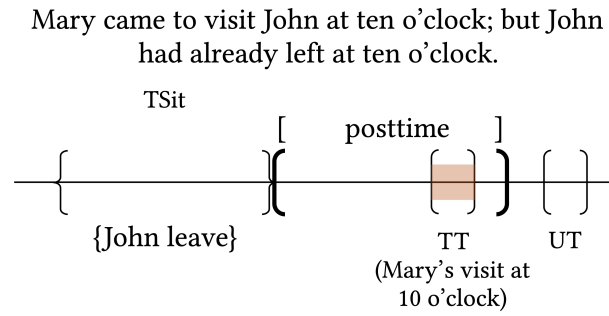 Mary came to visit John at ten o’clock; but John
had already left at ten o’clock.
TSit
[ posttime ]
{John leave}
TT
UT
(Mary’s visit at
10 o’clock)